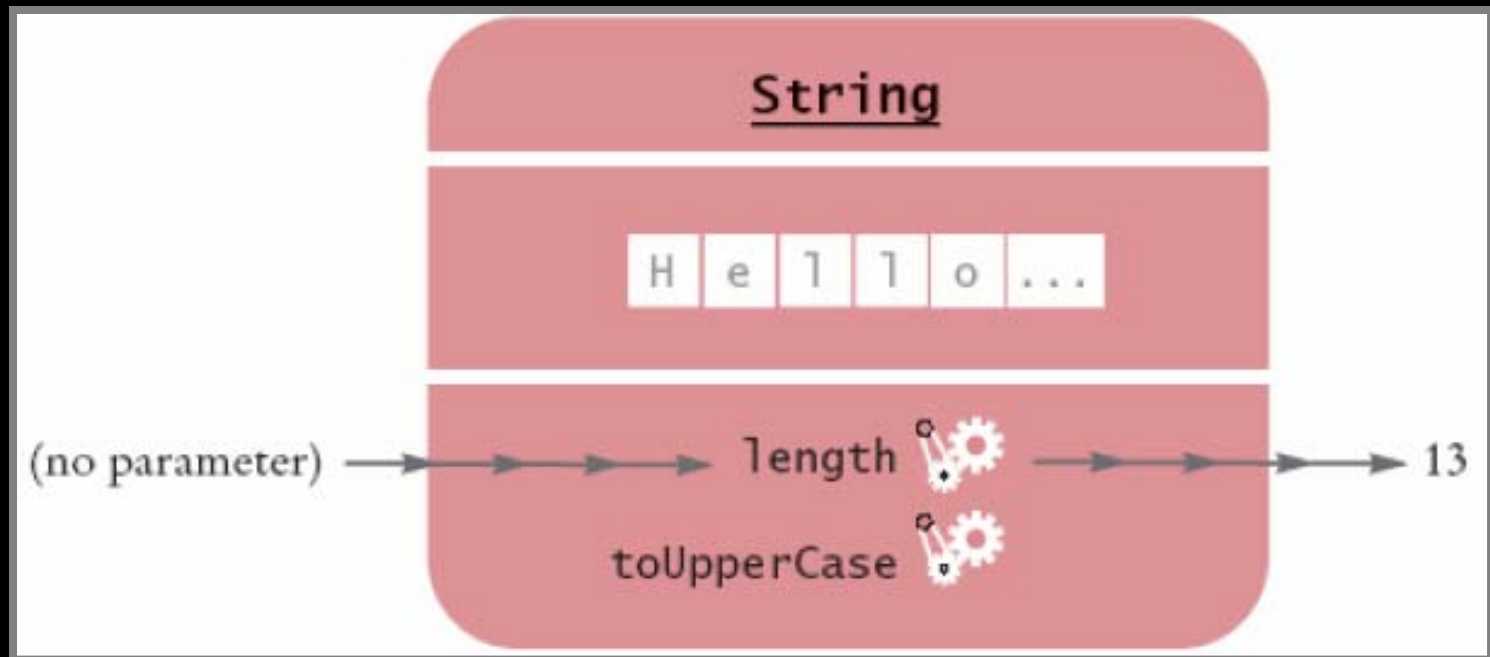 String
H e l l o ...
(no parameter) length 13
toUpperCase